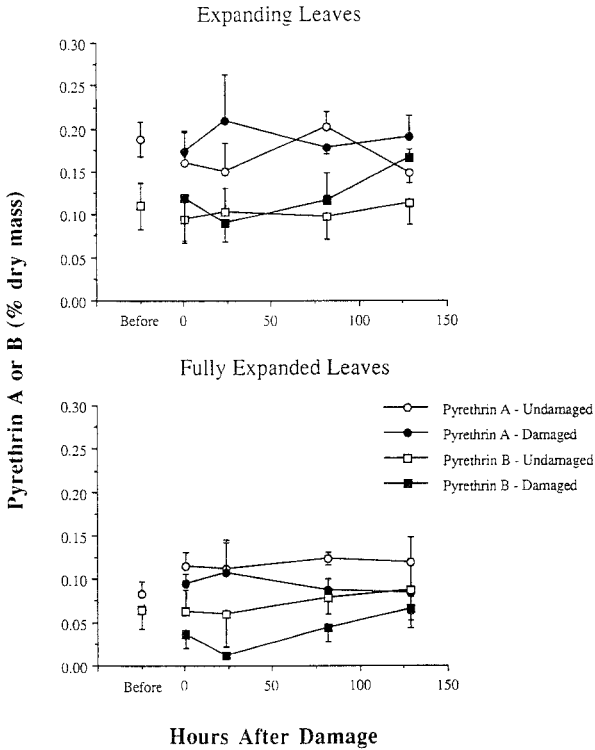 Expanding Leaves
0.30
0.25
0.20
0.15
0.10
0.05
0.00
Before 0 50 100 150
Pyrethrin A or B (% dry mass)
Fully Expanded Leaves
0.30
0.25
0.20
0.15
0.10
0.05
0.00
Pyrethrin A - Undamaged
Pyrethrin A - Damaged
Pyrethrin B - Undamaged
Pyrethrin B - Damaged
Before 0 50 100 150
Hours After Damage